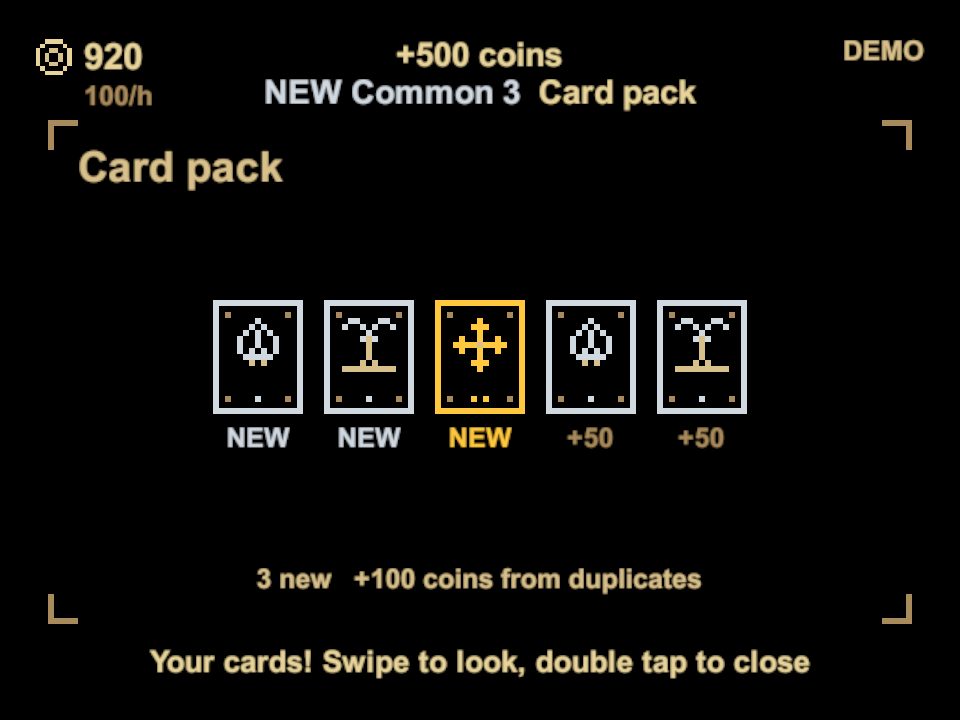 920
100/h
+500 coins
NEW Common 3 Card pack
DEMO
Card pack
NEW NEW NEW +50 +50
3 new +100 coins from duplicates
Your cards! Swipe to look, double tap to close